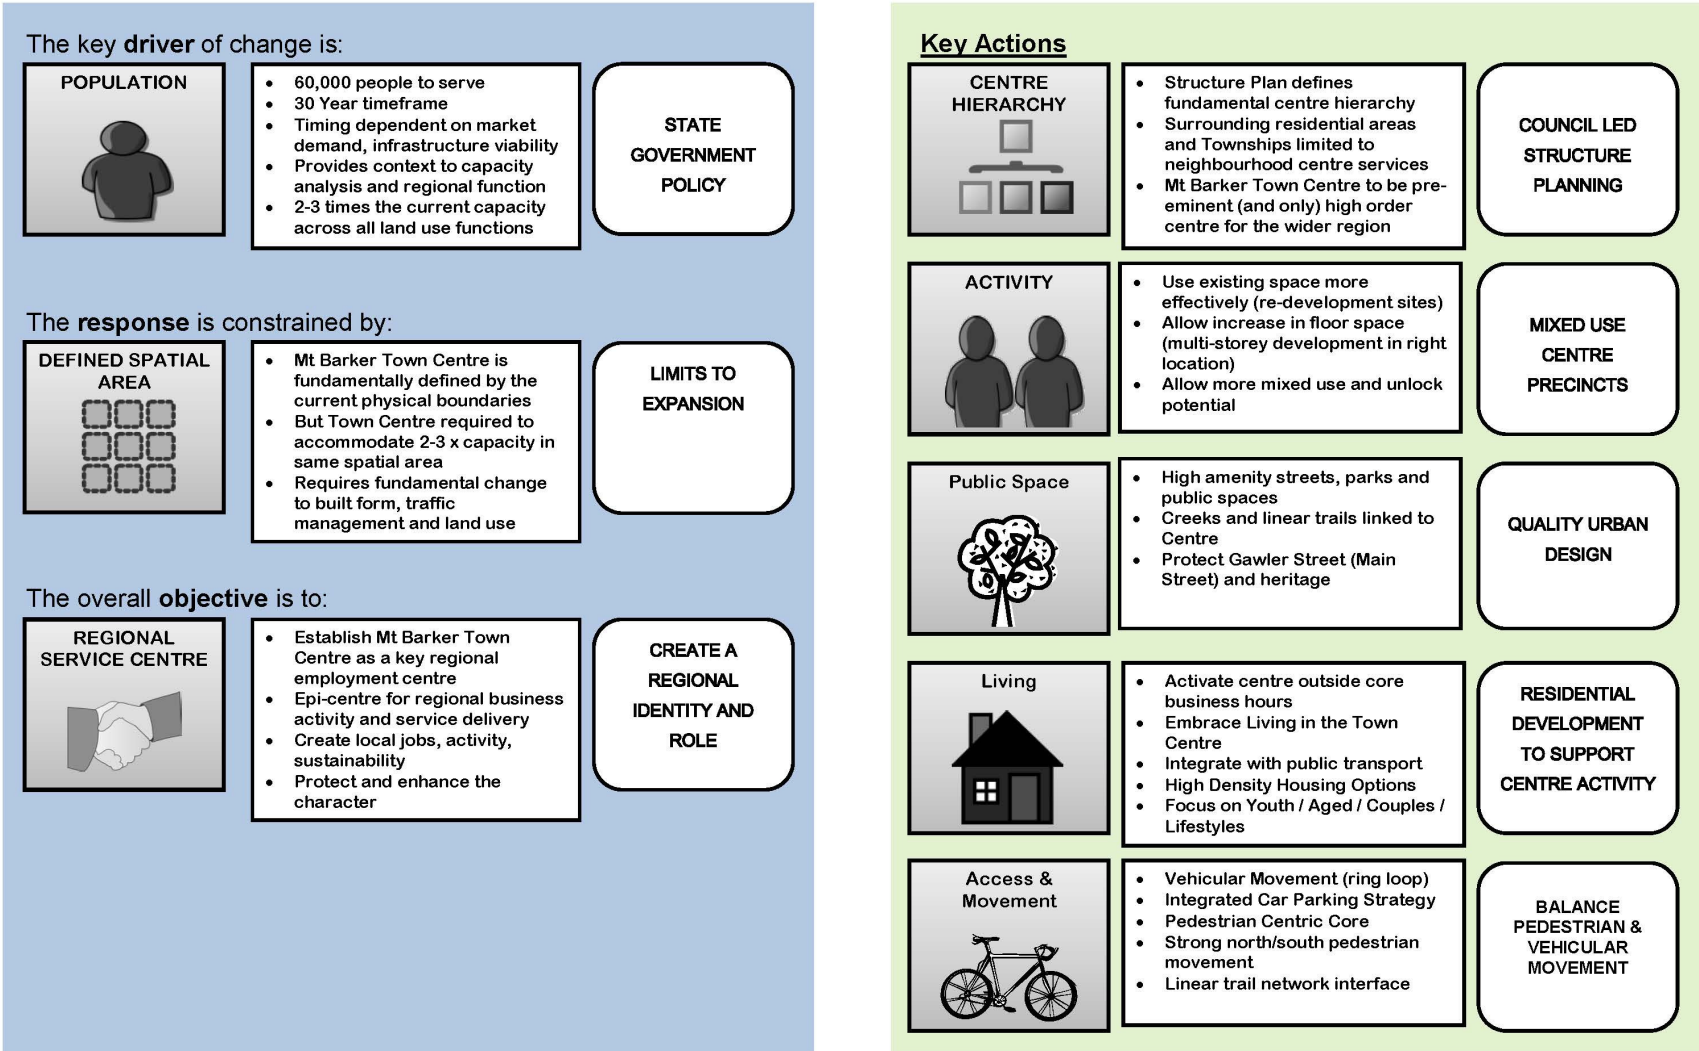 The key driver of change is:
POPULATION
• 60,000 people to serve
• 30 Year timeframe
• Timing dependent on market
demand, infrastructure viability
• Provides context to capacity
analysis and regional function
• 2-3 times the current capacity
across all land use functions
STATE
GOVERNMENT
POLICY
The response is constrained by:
DEFINED SPATIAL
AREA
• Mt Barker Town Centre is
fundamentally defined by the
current physical boundaries
• But Town Centre required to
accommodate 2-3 x capacity in
same spatial area
• Requires fundamental change
to built form, traffic
management and land use
LIMITS TO
EXPANSION
The overall objective is to:
REGIONAL
SERVICE CENTRE
• Establish Mt Barker Town
Centre as a key regional
employment centre
• Epi-centre for regional business
activity and service delivery
• Create local jobs, activity,
sustainability
• Protect and enhance the
character
CREATE A
REGIONAL
IDENTITY AND
ROLE
Key Actions
CENTRE
HIERARCHY
• Structure Plan defines
fundamental centre hierarchy
• Surrounding residential areas
and Townships limited to
neighbourhood centre services
• Mt Barker Town Centre to be pre-
eminent (and only) high order
centre for the wider region
COUNCIL LED
STRUCTURE
PLANNING
ACTIVITY
• Use existing space more
effectively (re-development sites)
• Allow increase in floor space
(multi-storey development in right
location)
• Allow more mixed use and unlock
potential
MIXED USE
CENTRE
PRECINCTS
Public Space
• High amenity streets, parks and
public spaces
• Creeks and linear trails linked to
Centre
• Protect Gawler Street (Main
Street) and heritage
QUALITY URBAN
DESIGN
Living
• Activate centre outside core
business hours
• Embrace Living in the Town
Centre
• Integrate with public transport
• High Density Housing Options
• Focus on Youth / Aged / Couples /
Lifestyles
RESIDENTIAL
DEVELOPMENT
TO SUPPORT
CENTRE ACTIVITY
Access &
Movement
• Vehicular Movement (ring loop)
• Integrated Car Parking Strategy
• Pedestrian Centric Core
• Strong north/south pedestrian
movement
• Linear trail network interface
BALANCE
PEDESTRIAN &
VEHICULAR
MOVEMENT